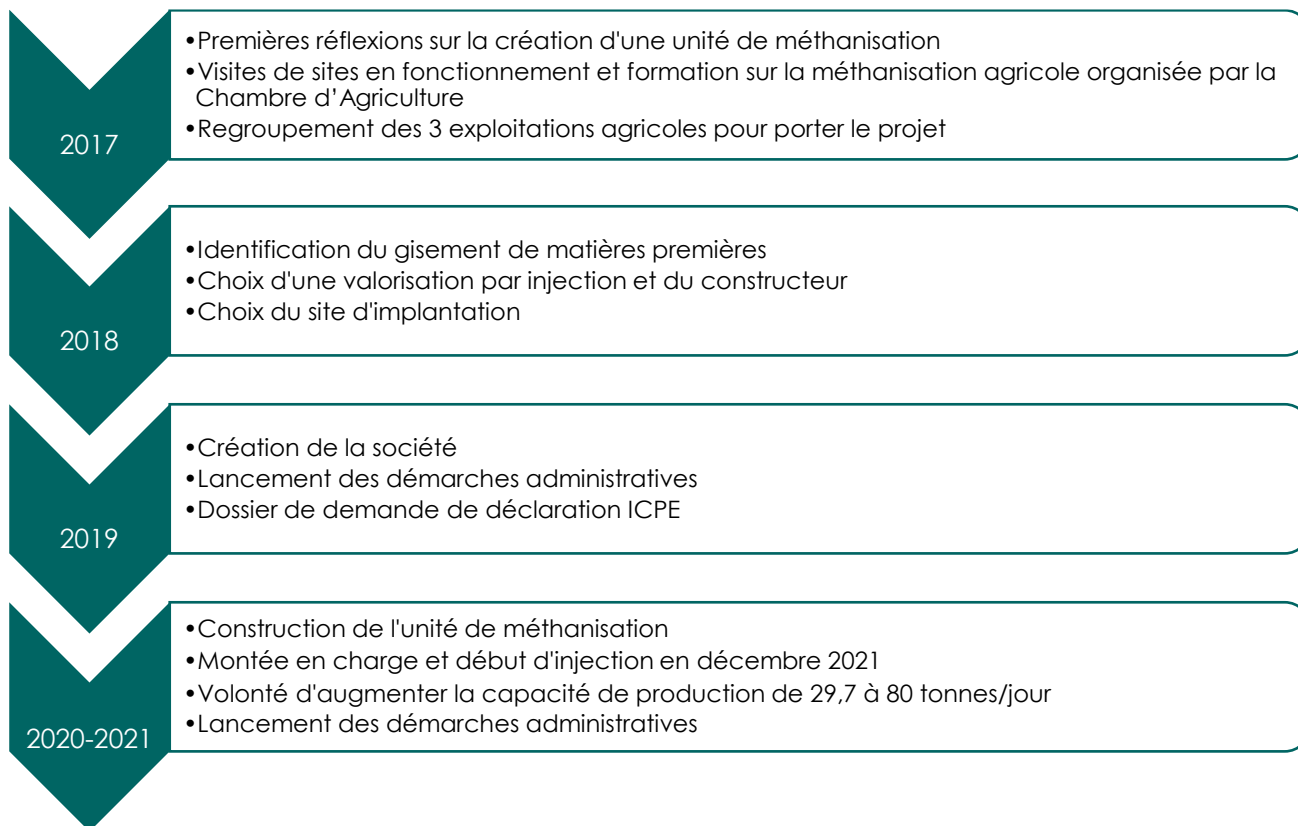 •Premières réflexions sur la création d'une unité de méthanisation
•Visites de sites en fonctionnement et formation sur la méthanisation agricole organisée par la
Chambre d’Agriculture
•Regroupement des 3 exploitations agricoles pour porter le projet
2017
•Identification du gisement de matières premières
•Choix d'une valorisation par injection et du constructeur
•Choix du site d'implantation
2018
•Création de la société
•Lancement des démarches administratives
•Dossier de demande de déclaration ICPE
2019
•Construction de l'unité de méthanisation
•Montée en charge et début d'injection en décembre 2021
•Volonté d'augmenter la capacité de production de 29,7 à 80 tonnes/jour
•Lancement des démarches administratives
2020-2021